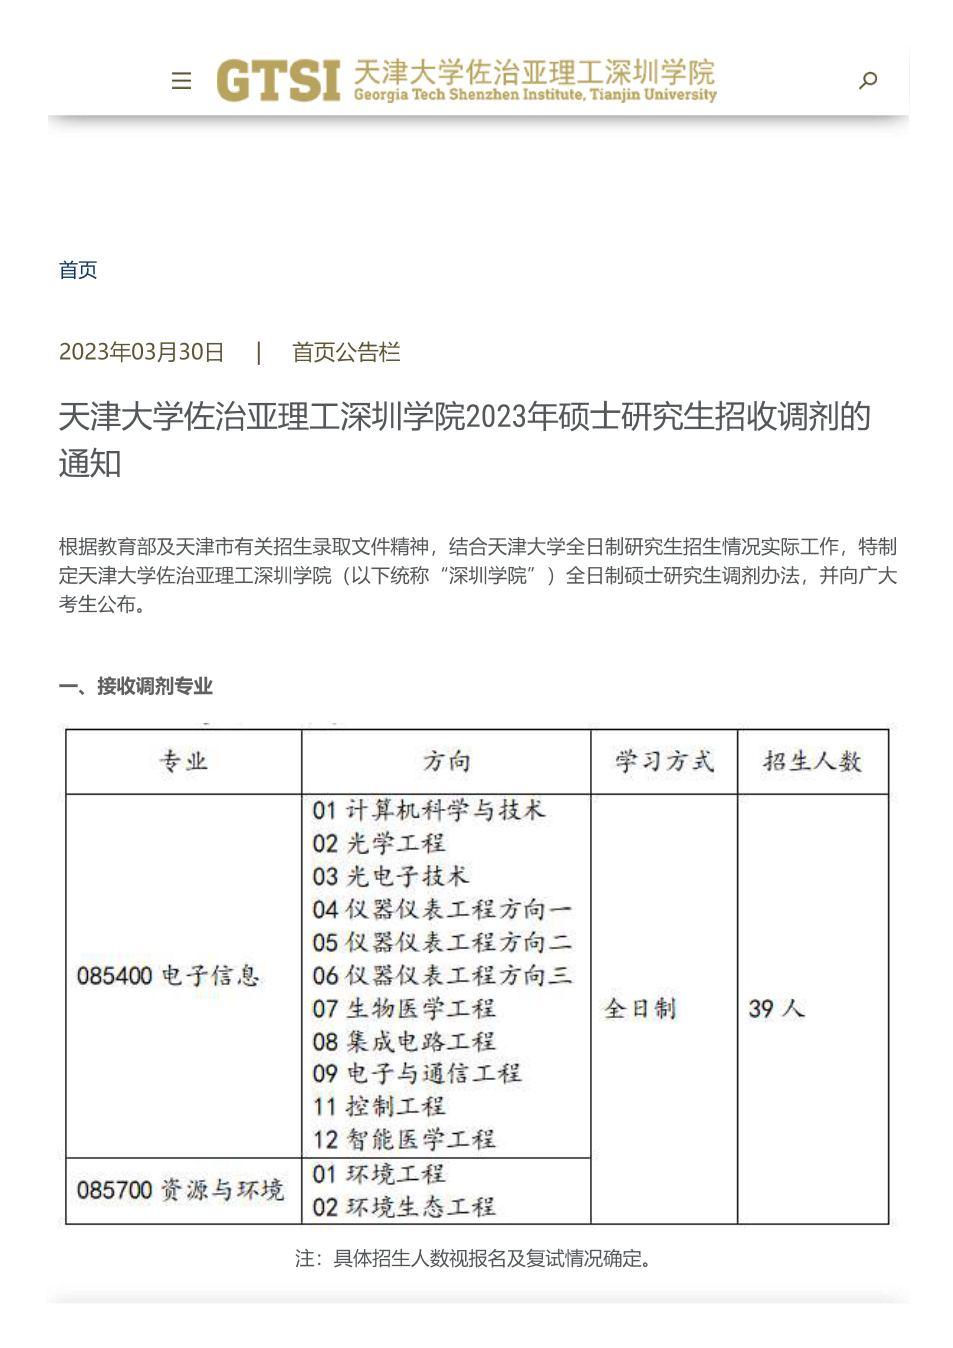 GTSI 天津大学佐治亚理工深圳学院
Georgia Tech Shenzhen Institute, Tianjin University
首页
2023年03月30日 | 首页公告栏
天津大学佐治亚理工深圳学院2023年硕士研究生招收调剂的
通知
根据教育部及天津市有关招生录取文件精神，结合天津大学全日制研究生招生情况实际工作，特制
定天津大学佐治亚理工深圳学院（以下统称“深圳学院”）全日制硕士研究生调剂办法，并向广大
考生公布。
一、接收调剂专业
专业 方向 学习方式 招生人数
01 计算机科学与技术
02 光学工程
03 光电子技术
04 仪器仪表工程方向一
05 仪器仪表工程方向二
085400 电子信息
06 仪器仪表工程方向三
07 生物医学工程
全日制
39 人
08 集成电路工程
09 电子与通信工程
11 控制工程
12 智能医学工程
085700 资源与环境
01 环境工程
02 环境生态工程
注：具体招生人数视报名及复试情况确定。